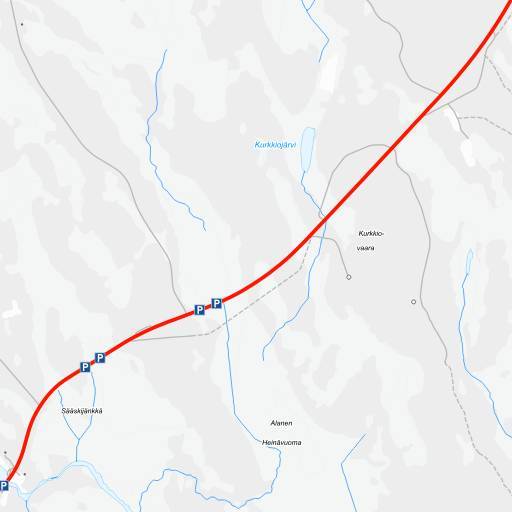 Kurkkiojärvi
Kurkkio-
vaara
P
P
P
P
Sääskijänkkä
Alanen
Heinävuoma
P